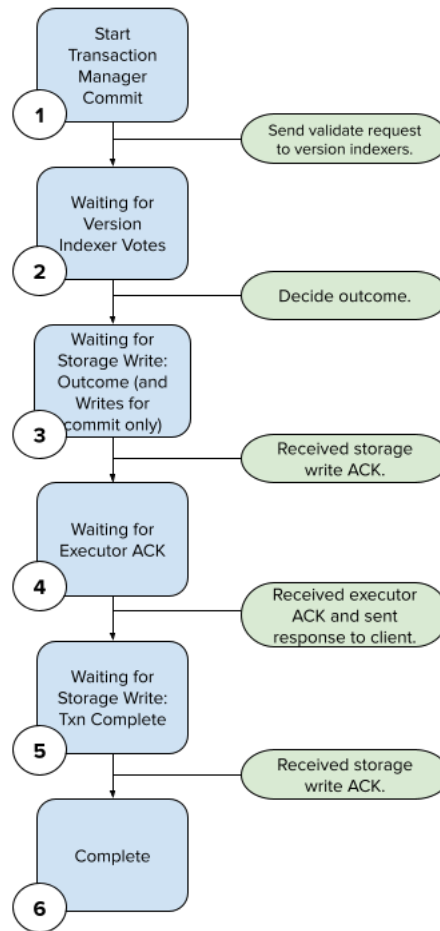 Start
Transaction
Manager
Commit
1
Send validate request
to version indexers.
Waiting for
Version
Indexer Votes
2
Decide outcome.
Waiting for
Storage Write:
Outcome (and
Writes for
commit only)
3
Received storage
write ACK.
Waiting for
Executor ACK
4
Received executor
ACK and sent
response to client.
Waiting for
Storage Write:
Txn Complete
5
Received storage
write ACK.
Complete
6